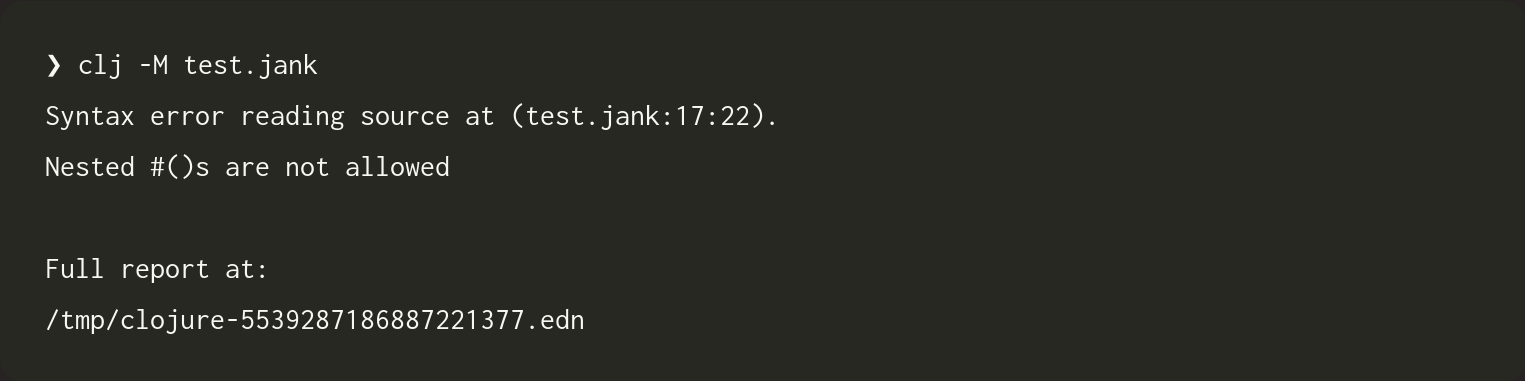 ❯ clj -M test.jank
Syntax error reading source at (test.jank:17:22).
Nested #()s are not allowed
Full report at:
/tmp/clojure-5539287186887221377.edn